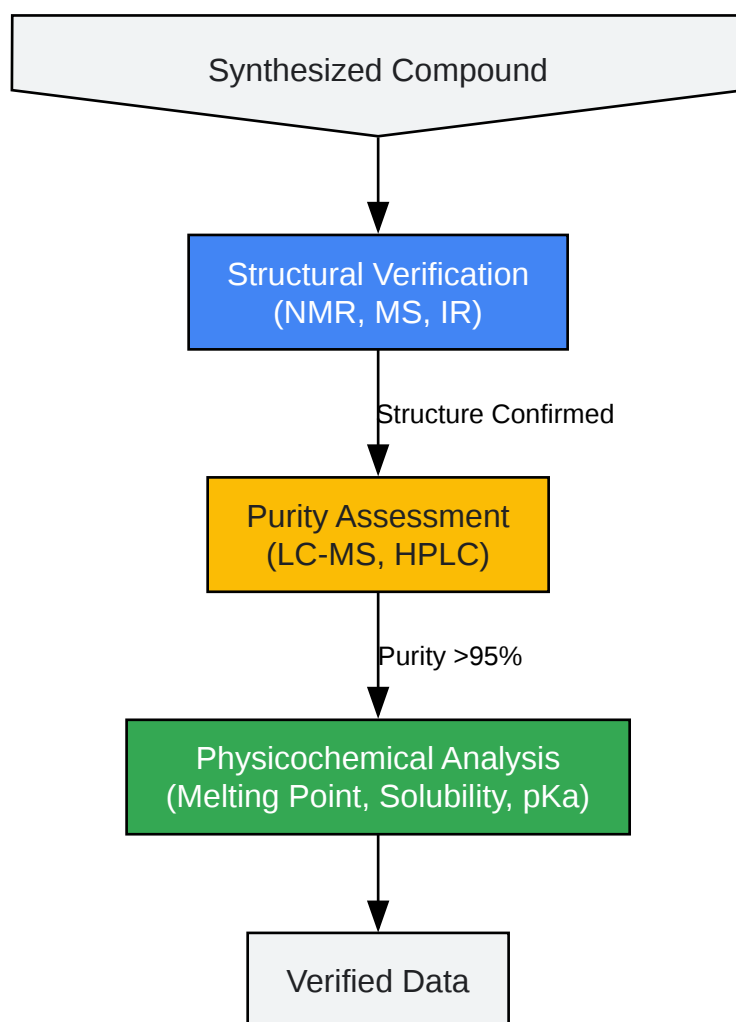 Synthesized Compound
Structural Verification
(NMR, MS, IR)
Structure Confirmed
Purity Assessment
(LC-MS, HPLC)
Purity >95%
Physicochemical Analysis
(Melting Point, Solubility, pKa)
Verified Data